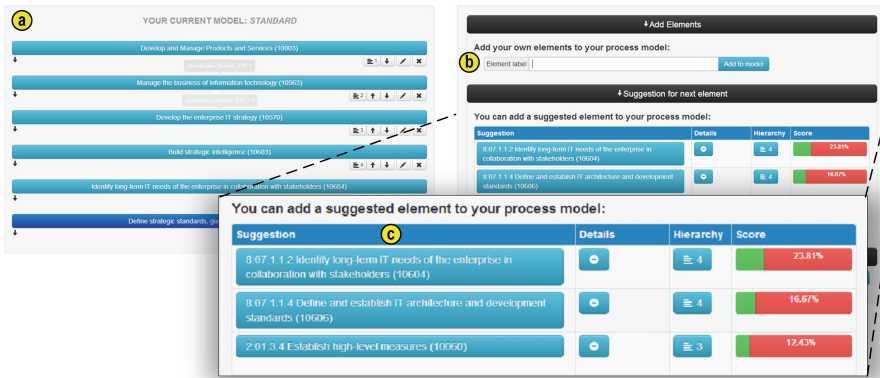 a
YOUR CURRENT MODEL: STANDARD
Develop and Manage Products and Services (10003)
1
Manage the business of information technology (10563)
2
Develop the enterprise IT strategy (10570)
3
Build strategic intelligence (10603)
4
Identify long-term IT needs of the enterprise in collaboration with stakeholders (10604)
Define strategic standards,
Add Elements
Add your own elements to your process model:
b
Element label
Add to model
Suggestion for next element
You can add a suggested element to your process model:
Suggestion Details Hierarchy Score
8:07.1.1.2 Identify long-term IT needs of the enterprise in
collaboration with stakeholders (10604)
4
23.81%
8:07.1.1.4 Define and establish IT architecture and development
standards (10606)
4
16.67%
You can add a suggested element to your process model:
Suggestion c Details Hierarchy Score
8:07.1.1.2 Identify long-term IT needs of the enterprise in
collaboration with stakeholders (10604)
4
23.81%
8:07.1.1.4 Define and establish IT architecture and development
standards (10606)
4
16.67%
2:01.3.4 Establish high-level measures (10060)
3
12.43%